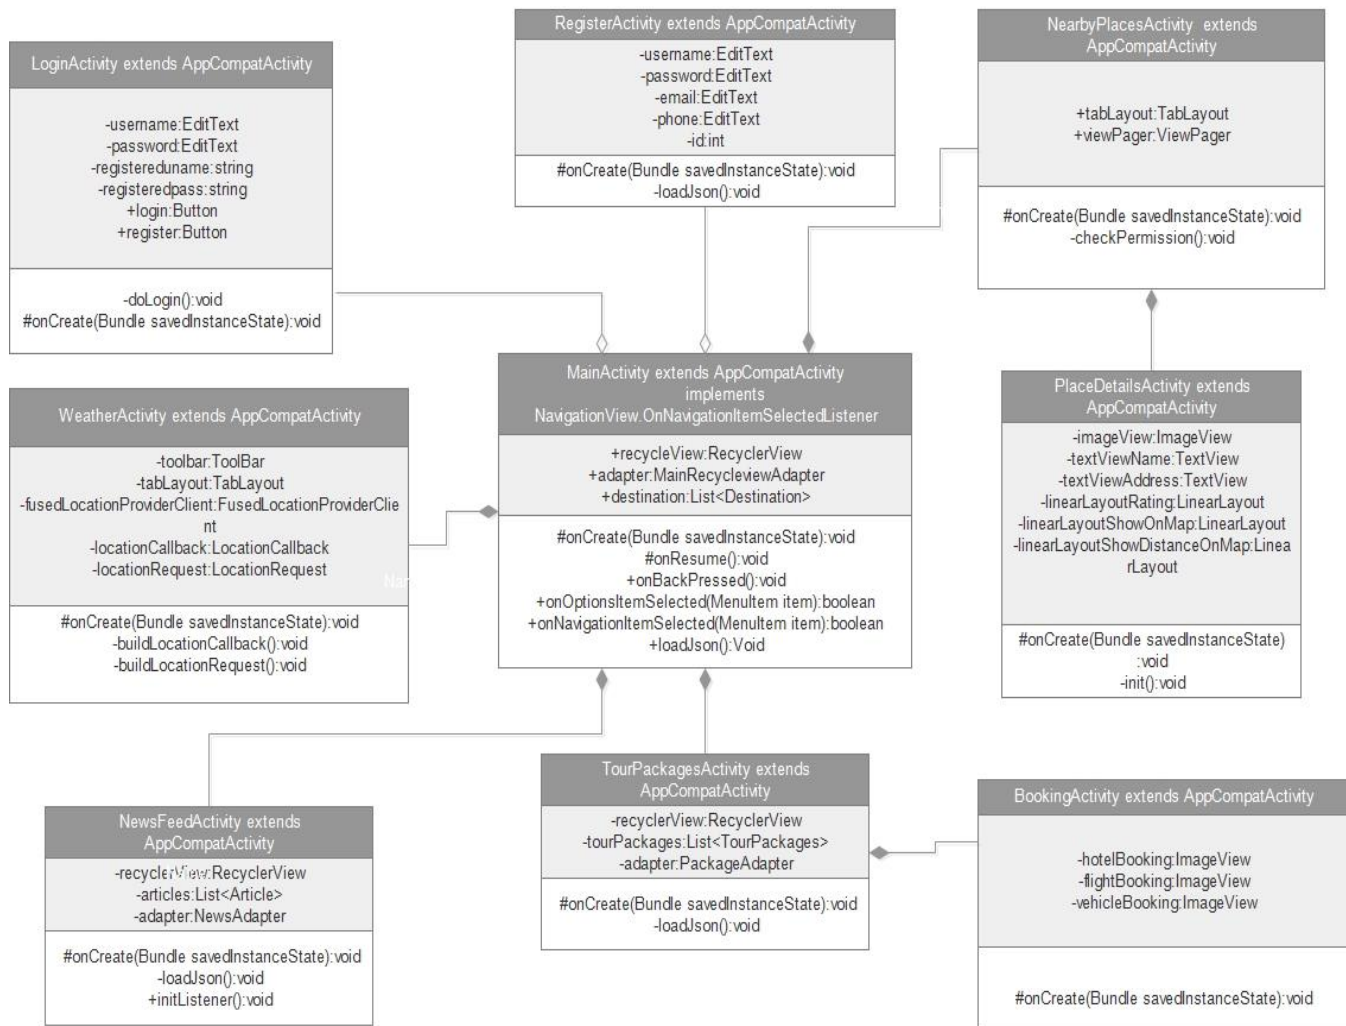 LoginActivity extends AppCompatActivity
-username:EditText
-password:EditText
-registereduname:string
-registeredpass:string
+login:Button
+register:Button
-doLogin():void
#onCreate(Bundle savedInstanceState):void
RegisterActivity extends AppCompatActivity
-username:EditText
-password:EditText
-email:EditText
-phone:EditText
-id:int
#onCreate(Bundle savedInstanceState):void
-loadJson():void
NearbyPlacesActivity extends
AppCompatActivity
+tabLayout:TabLayout
+viewPager:ViewPager
#onCreate(Bundle savedInstanceState):void
-checkPermission():void
WeatherActivity extends AppCompatActivity
-toolbar:ToolBar
-tabLayout:TabLayout
-fusedLocationProviderClient:FusedLocationProviderClie
nt
-locationCallback:LocationCallback
-locationRequest:LocationRequest
#onCreate(Bundle savedInstanceState):void
-buildLocationCallback():void
-buildLocationRequest():void
MainActivity extends AppCompatActivity
implements
NavigationView.OnNavigationItemSelectedListener
+recycleView:RecyclerView
+adapter:MainRecycleviewAdapter
+destination:List<Destination>
#onCreate(Bundle savedInstanceState):void
#onResume():void
+onBackPressed():void
+onOptionsItemSelected(MenuItem item):boolean
+onNavigationItemSelected(MenuItem item):boolean
+loadJson():Void
PlaceDetailsActivity extends
AppCompatActivity
-imageView:ImageView
-textViewName:TextView
-textViewAddress:TextView
-linearLayoutRating:LinearLayout
-linearLayoutShowOnMap:LinearLayout
-linearLayoutShowDistanceOnMap:Linea
rLayout
#onCreate(Bundle savedInstanceState)
:void
-init():void
NewsFeedActivity extends
AppCompatActivity
-recyclerView:RecyclerView
-articles:List<Article>
-adapter:NewsAdapter
#onCreate(Bundle savedInstanceState):void
-loadJson():void
+initListener():void
TourPackagesActivity extends
AppCompatActivity
-recyclerView:RecyclerView
-tourPackages:List<TourPackages>
-adapter:PackageAdapter
#onCreate(Bundle savedInstanceState):void
-loadJson():void
BookingActivity extends AppCompatActivity
-hotelBooking:ImageView
-flightBooking:ImageView
-vehicleBooking:ImageView
#onCreate(Bundle savedInstanceState):void